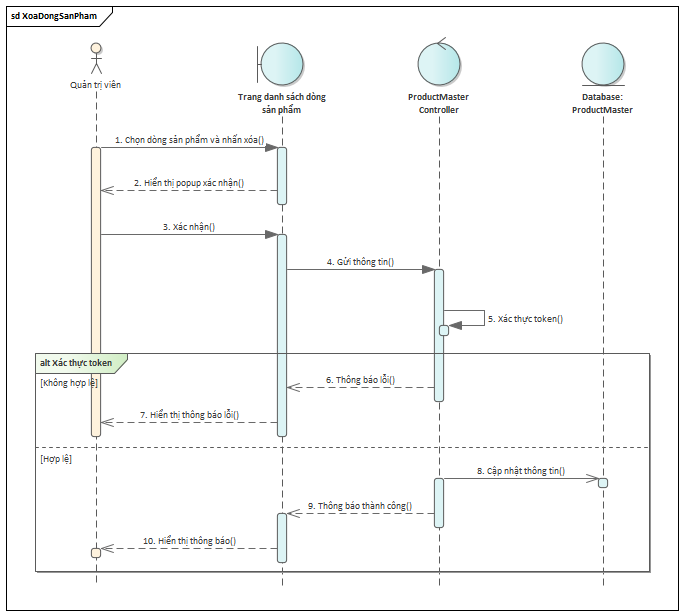 sd XoaDongSanPham
Quản trị viên
Trang danh sách dòng
sản phẩm
ProductMaster
Controller
Database:
ProductMaster
1. Chọn dòng sản phẩm và nhấn xóa()
2. Hiển thị popup xác nhận()
3. Xác nhận()
4. Gửi thông tin()
5. Xác thực token()
alt Xác thực token
[Không hợp lệ]
6. Thông báo lỗi()
7. Hiển thị thông báo lỗi()
[Hợp lệ]
8. Cập nhật thông tin()
9. Thông báo thành công()
10. Hiển thị thông báo()